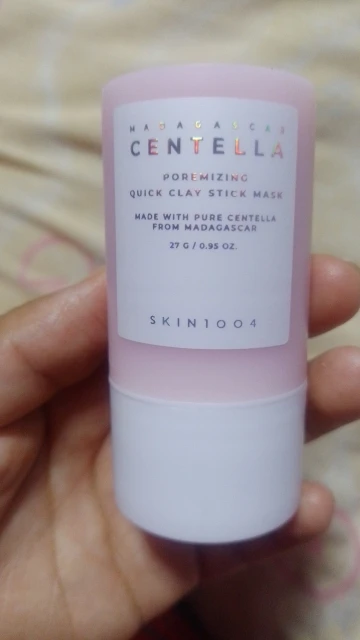 MADAGASCAR
CENTELLA
POREMIZING
QUICK CLAY STICK MASK
MADE WITH PURE CENTELLA
FROM MADAGASCAR
27 G / 0.95 OZ.
SKIN1004